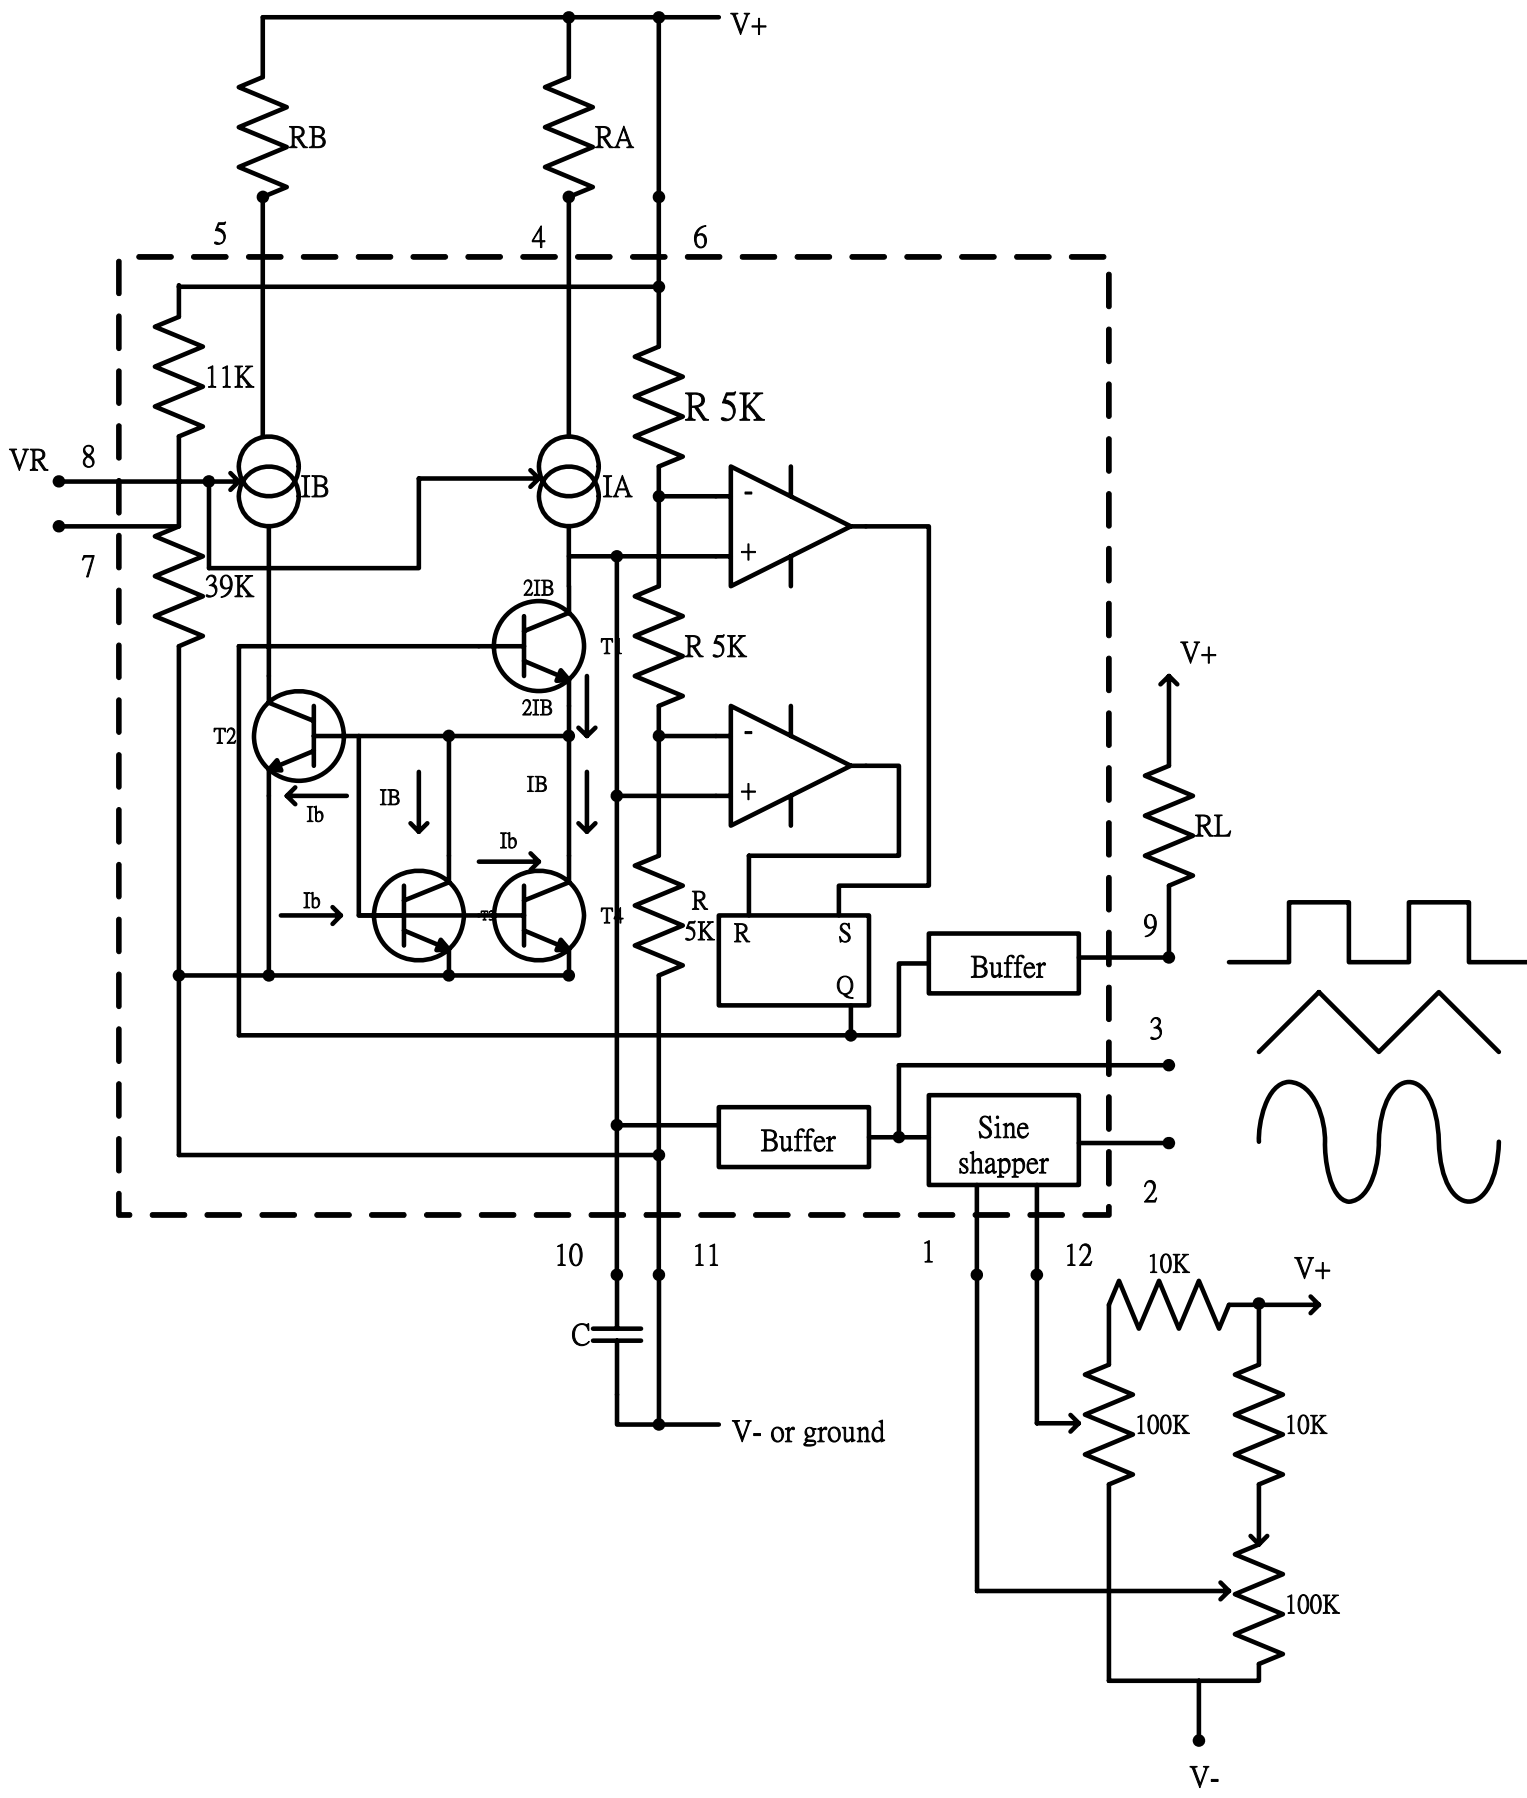 V+
RB
RA
5
4
6
11K
R 5K
VR
8
IB
IA
-
+
7
39K
2IB
T1
R 5K
V+
2IB
T2
-
IB
IB
+
Ib
RL
Ib
Ib
T3
T4
R
5K
R
S
9
Buffer
Q
3
Buffer
Sine
shapper
2
10
11
1
12
10K
V+
C
100K
10K
V- or ground
100K
V-